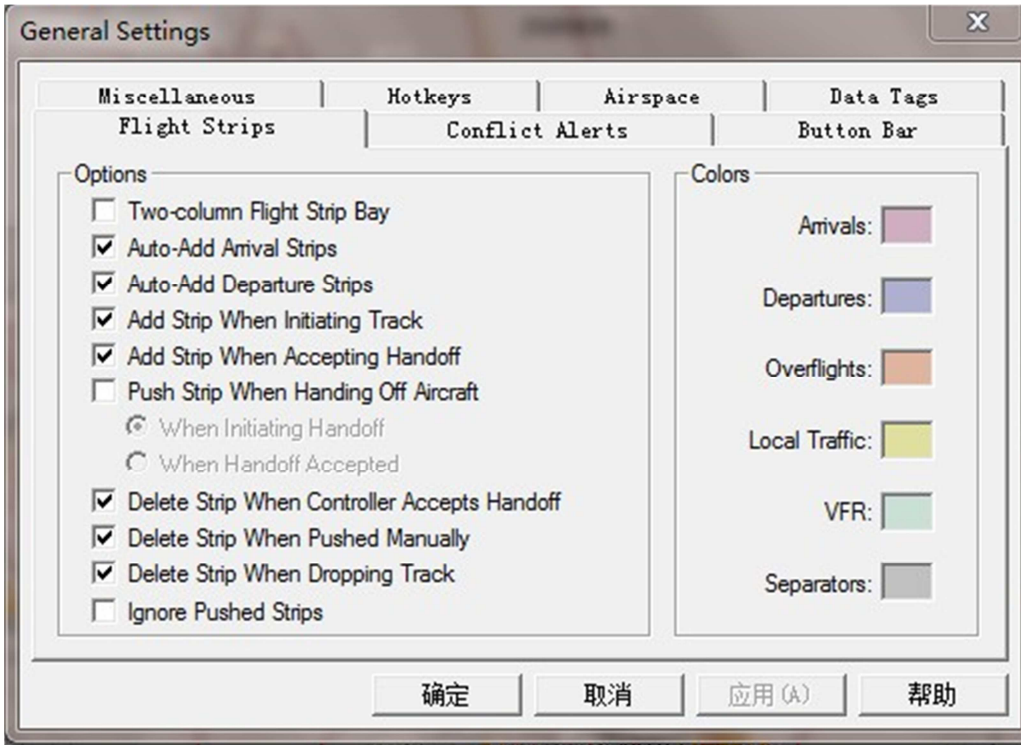 General Settings
Miscellaneous Hotkeys Airspace Data Tags
Flight Strips Conflict Alerts Button Bar
Options
Two-column Flight Strip Bay
Auto-Add Arrival Strips
Auto-Add Departure Strips
Add Strip When Initiating Track
Add Strip When Accepting Handoff
Push Strip When Handing Off Aircraft
When Initiating Handoff
When Handoff Accepted
Delete Strip When Controller Accepts Handoff
Delete Strip When Pushed Manually
Delete Strip When Dropping Track
Ignore Pushed Strips
Colors
Arrivals:
Departures:
Overflights:
Local Traffic:
VFR:
Separators:
确定 取消 应用(A) 帮助